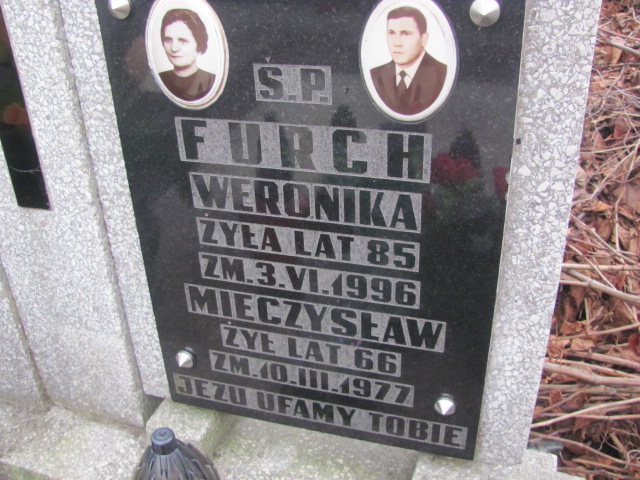 Ś.P.
FURCH
WERONIKA
ŻYŁA LAT 85
ZM.3.VI.1996
MIECZYSŁAW
ŻYŁ LAT 66
ZM.10.III.1977
JEZU UFAMY TOBIE